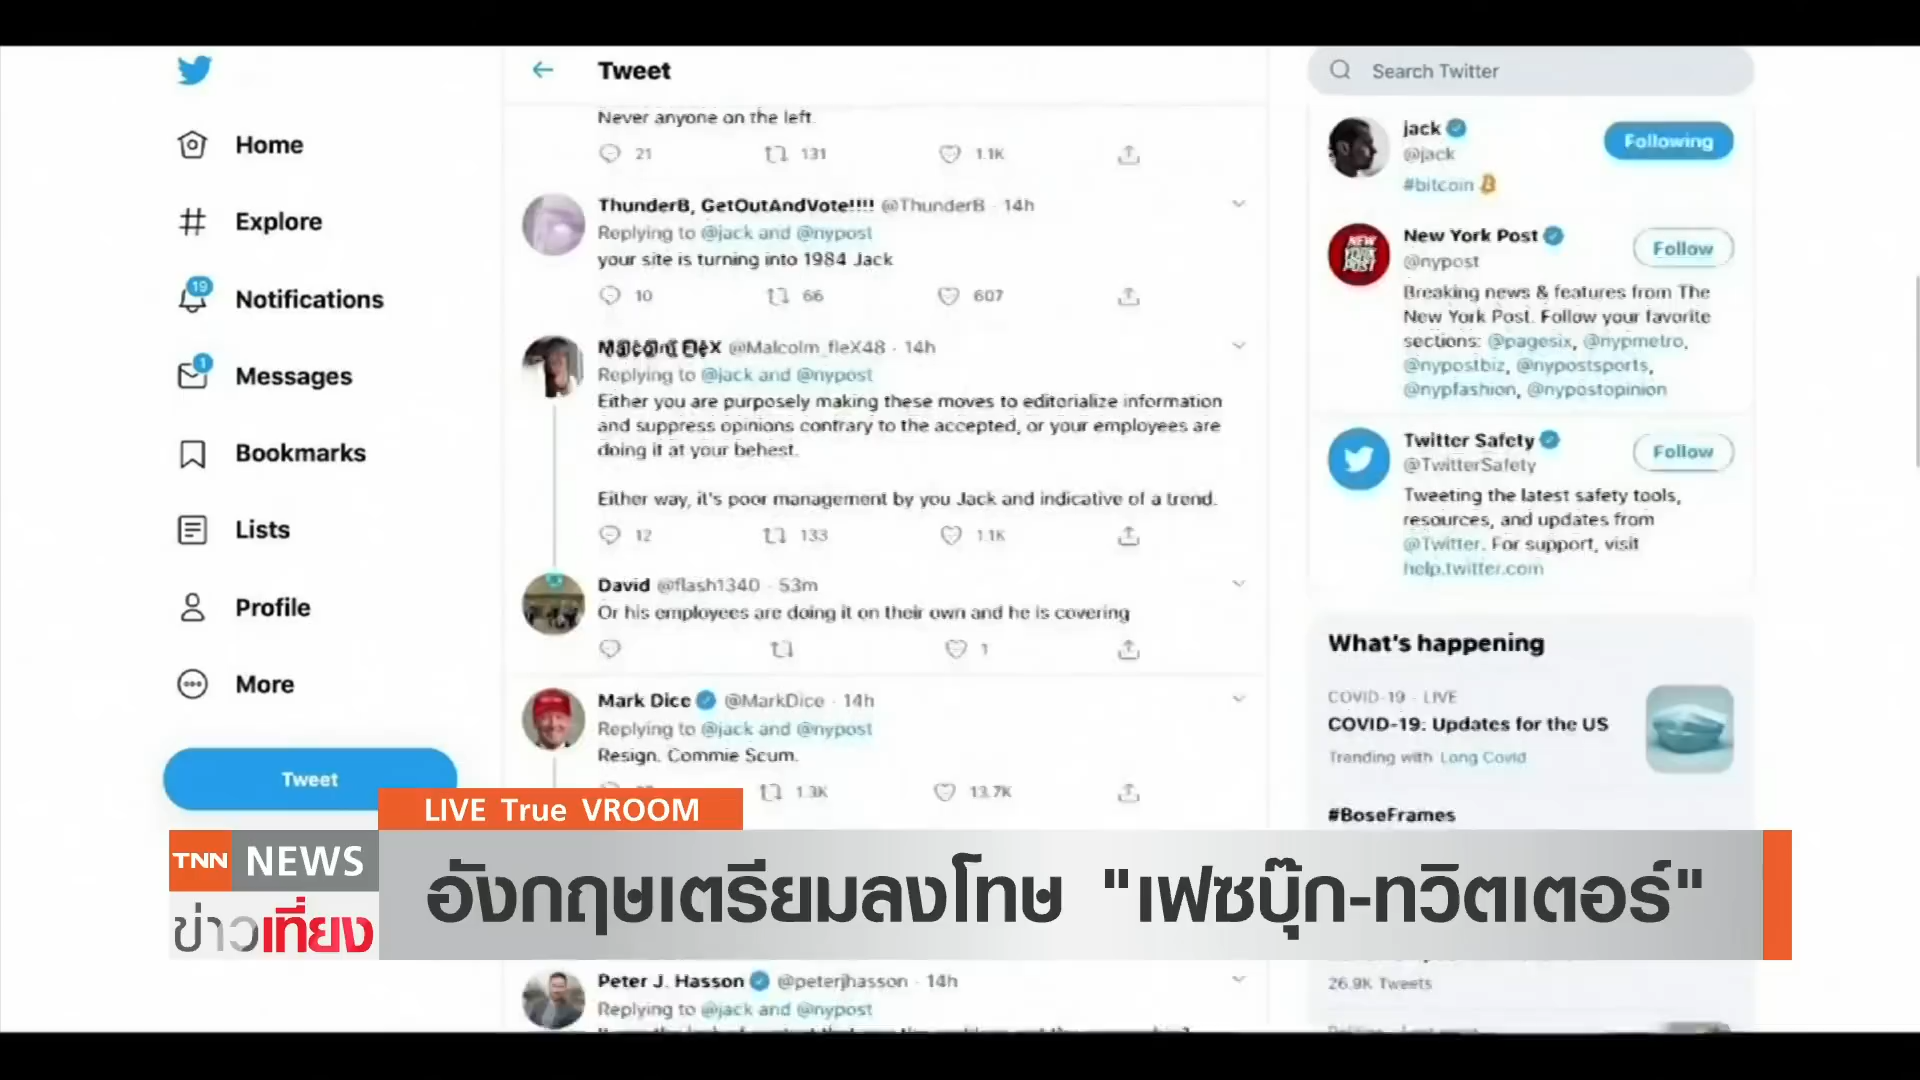 Home
Explore
19
Notifications
1
Messages
Bookmarks
Lists
Profile
More
Tweet
Tweet
Never anyone on the left.
21 131 1.1K
ThunderB, GetOutAndVote!!!! @ThunderB · 14h
Replying to @jack and @nypost
your site is turning into 1984 Jack
10 66 607
@Malcolm_fleX48 · 14h
Replying to @jack and @nypost
Either you are purposely making these moves to editorialize information
and suppress opinions contrary to the accepted, or your employees are
doing it at your behest.
Either way, it's poor management by you Jack and indicative of a trend.
12 133 1.1K
David @flash1340 · 53m
Or his employees are doing it on their own and he is covering
1
Mark Dice @MarkDice · 14h
Replying to @jack and @nypost
Resign. Commie Scum.
1.3K 13.7K
Peter J. Hasson @peterjhasson · 14h
Replying to @jack and @nypost
Search Twitter
jack
@jack
Following
#bitcoin
NEW YORK POST
New York Post
@nypost
Follow
Breaking news & features from The
New York Post. Follow your favorite
sections: @pagesix, @nypmetro,
@nypostbiz, @nypostsports,
@nypfashion, @nypostopinion
Twitter Safety
@TwitterSafety
Follow
Tweeting the latest safety tools,
resources, and updates from
@Twitter. For support, visit
help.twitter.com
What's happening
COVID-19 · LIVE
COVID-19: Updates for the US
Trending with Long Covid
#BoseFrames
26.9K Tweets
LIVE True VROOM
TNN NEWS
ข่าวเที่ยง
อังกฤษเตรียมลงโทษ "เฟซบุ๊ก-ทวิตเตอร์"